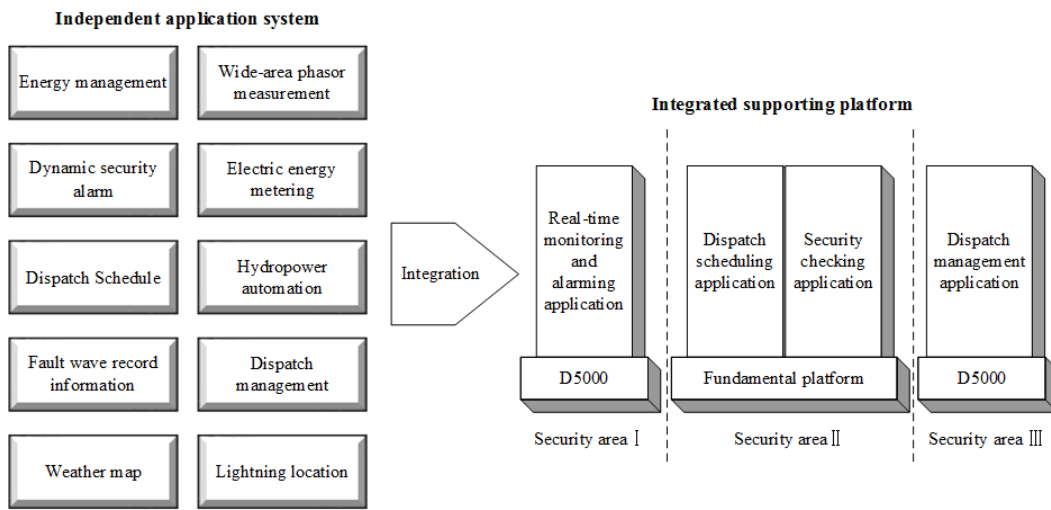 Independent application system
Energy management
Wide-area phasor
measurement
Dynamic security
alarm
Electric energy
metering
Dispatch Schedule
Hydropower
automation
Fault wave record
information
Dispatch
management
Weather map
Lightning location
Integration
Integrated supporting platform
Real-time
monitoring
and
alarming
application
Dispatch
scheduling
application
Security
checking
application
Dispatch
management
application
D5000
Fundamental platform
D5000
Security area Ⅰ
Security area Ⅱ
Security area Ⅲ